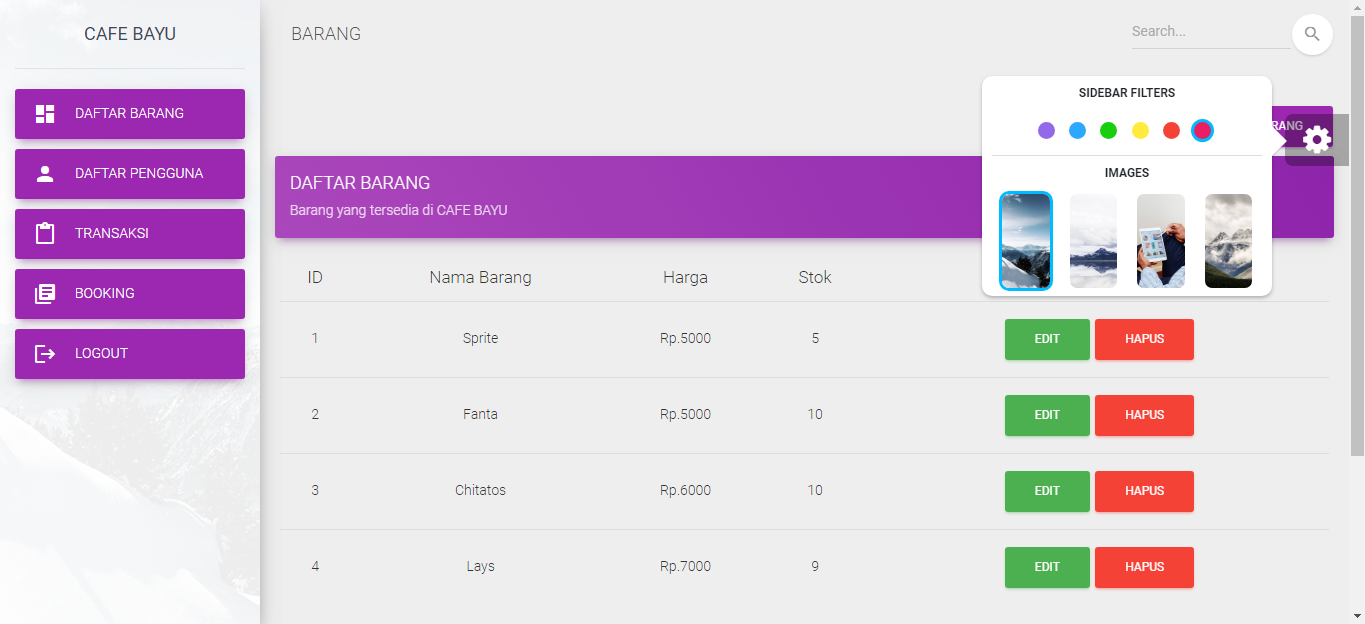 CAFE BAYU
DAFTAR BARANG
DAFTAR PENGGUNA
TRANSAKSI
BOOKING
LOGOUT
BARANG
Search...
SIDEBAR FILTERS
IMAGES
DAFTAR BARANG
Barang yang tersedia di CAFE BAYU
ID Nama Barang Harga Stok
1 Sprite Rp.5000 5 EDIT HAPUS
2 Fanta Rp.5000 10 EDIT HAPUS
3 Chitatos Rp.6000 10 EDIT HAPUS
4 Lays Rp.7000 9 EDIT HAPUS